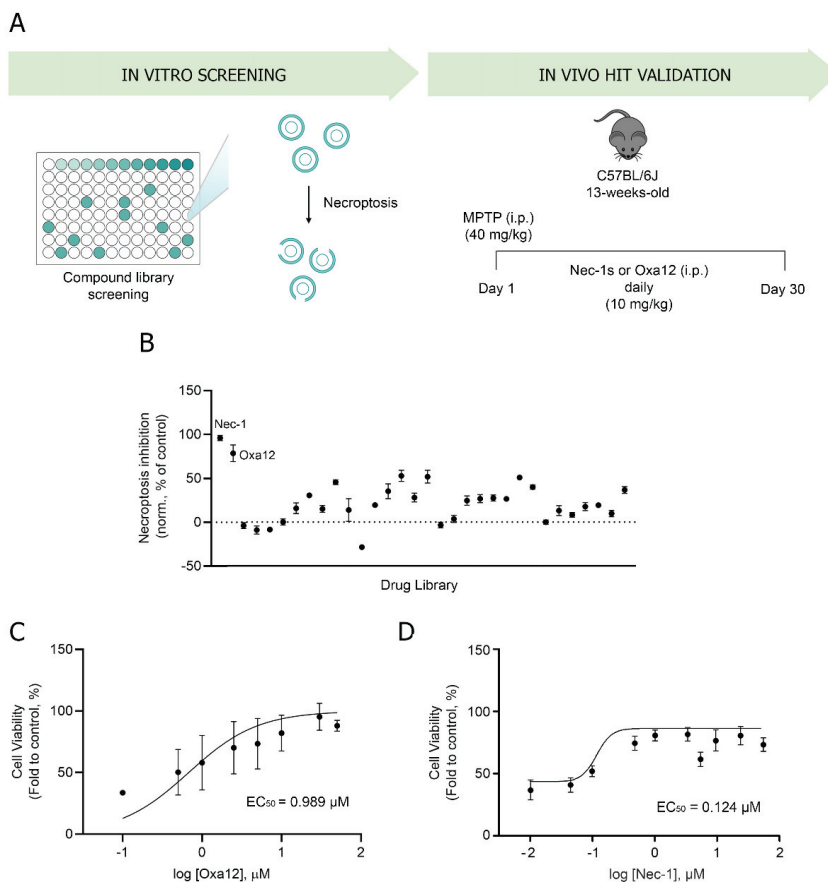 A
IN VITRO SCREENING
IN VIVO HIT VALIDATION
Compound library
screening
Necroptosis
C57BL/6J
13-weeks-old
MPTP (i.p.)
(40 mg/kg)
Day 1
Nec-1s or Oxa12 (i.p.)
daily
(10 mg/kg)
Day 30
B
Necroptosis inhibition
(norm., % of control)
150
100
50
0
-50
Nec-1
Oxa12
Drug Library
C
Cell Viability
(Fold to control, %)
150
100
50
0
-1
0
1
2
EC₅₀ = 0.989 µM
log [Oxa12], µM
D
Cell Viability
(Fold to control, %)
150
100
50
0
-2
-1
0
1
2
EC₅₀ = 0.124 µM
log [Nec-1], µM